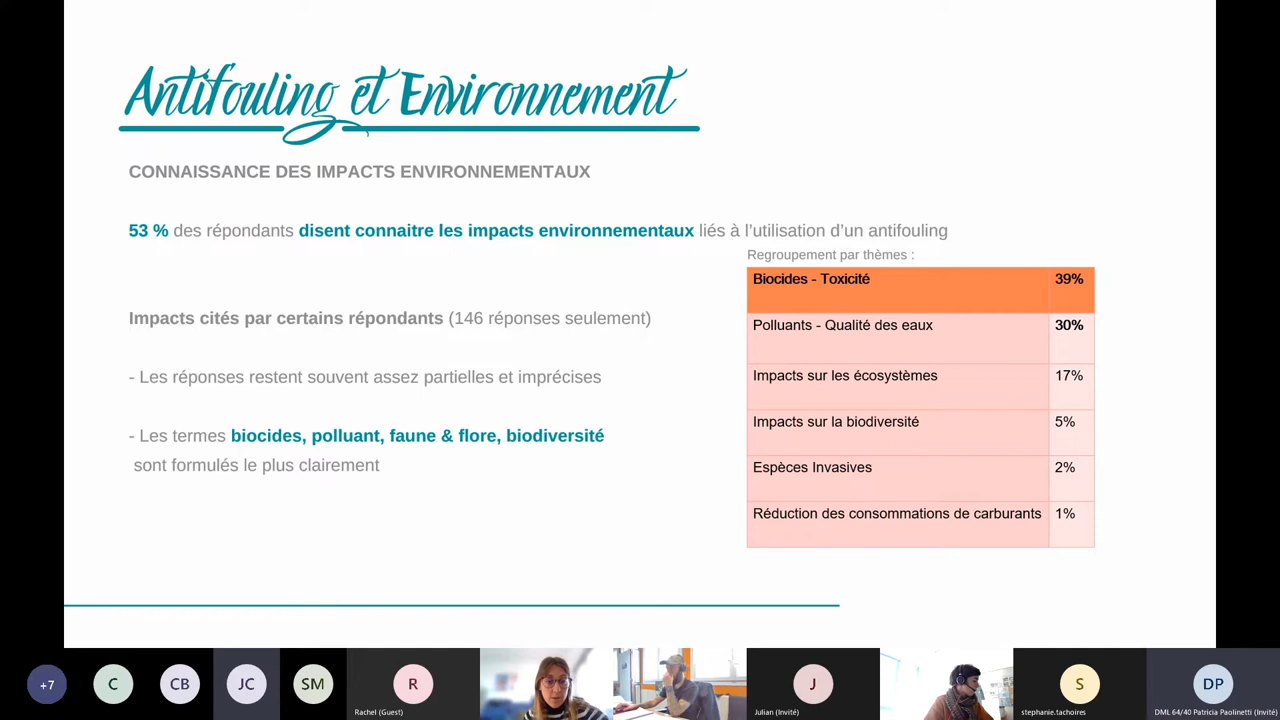 Antifouling et Environnement
CONNAISSANCE DES IMPACTS ENVIRONNEMENTAUX
53 % des répondants disent connaitre les impacts environnementaux liés à l’utilisation d’un antifouling
Regroupement par thèmes :
Biocides - Toxicité 39%
Polluants - Qualité des eaux 30%
Impacts sur les écosystèmes 17%
Impacts sur la biodiversité 5%
Espèces Invasives 2%
Réduction des consommations de carburants 1%
Impacts cités par certains répondants (146 réponses seulement)
- Les réponses restent souvent assez partielles et imprécises
- Les termes biocides, polluant, faune & flore, biodiversité
sont formulés le plus clairement
+7 C CB JC SM R J S DP
Rachel (Guest) Julian (Invité) stephanie.tachoires DML 64/40 Patricia Paolinetti (Invité)